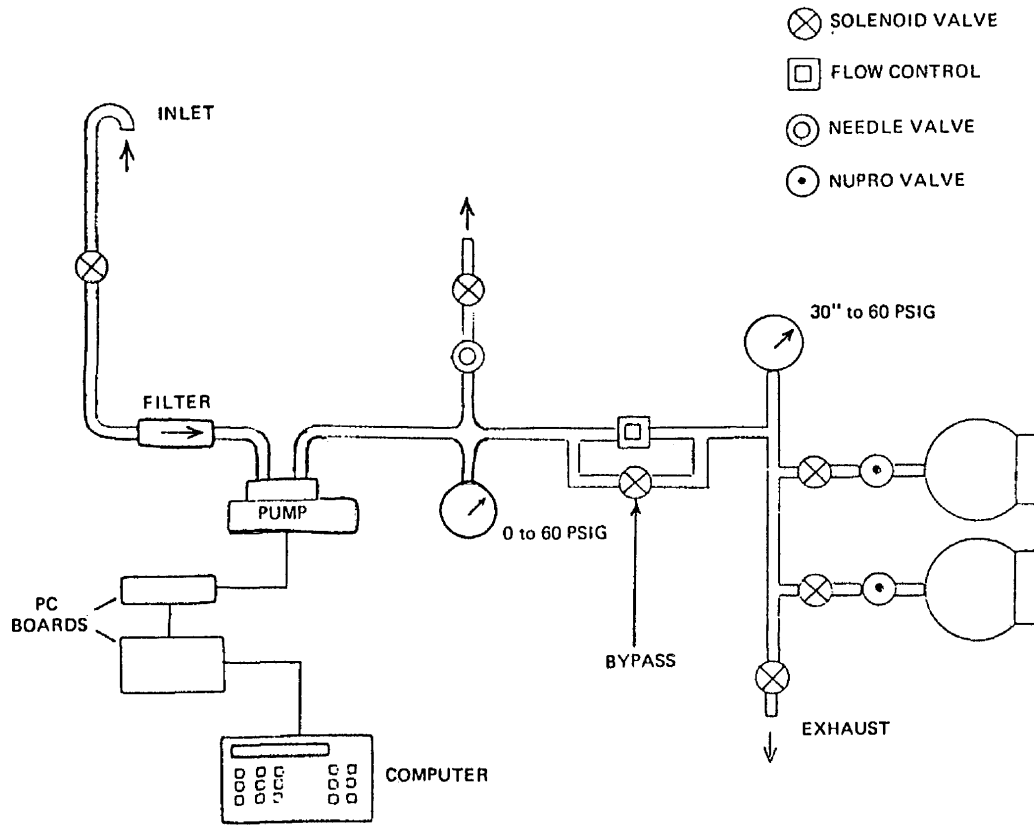 SOLENOID VALVE
FLOW CONTROL
NEEDLE VALVE
NUPRO VALVE
INLET
30" to 60 PSIG
FILTER
PUMP
0 to 60 PSIG
PC
BOARDS
BYPASS
EXHAUST
COMPUTER